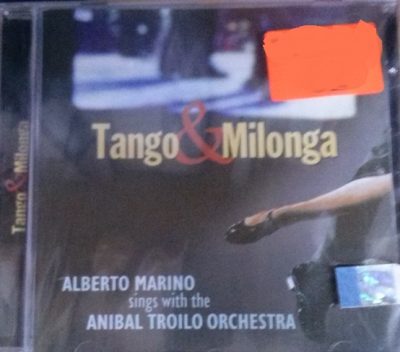 Tango & Milonga
Tango & Milonga
ALBERTO MARINO
sings with the
ANIBAL TROILO ORCHESTRA